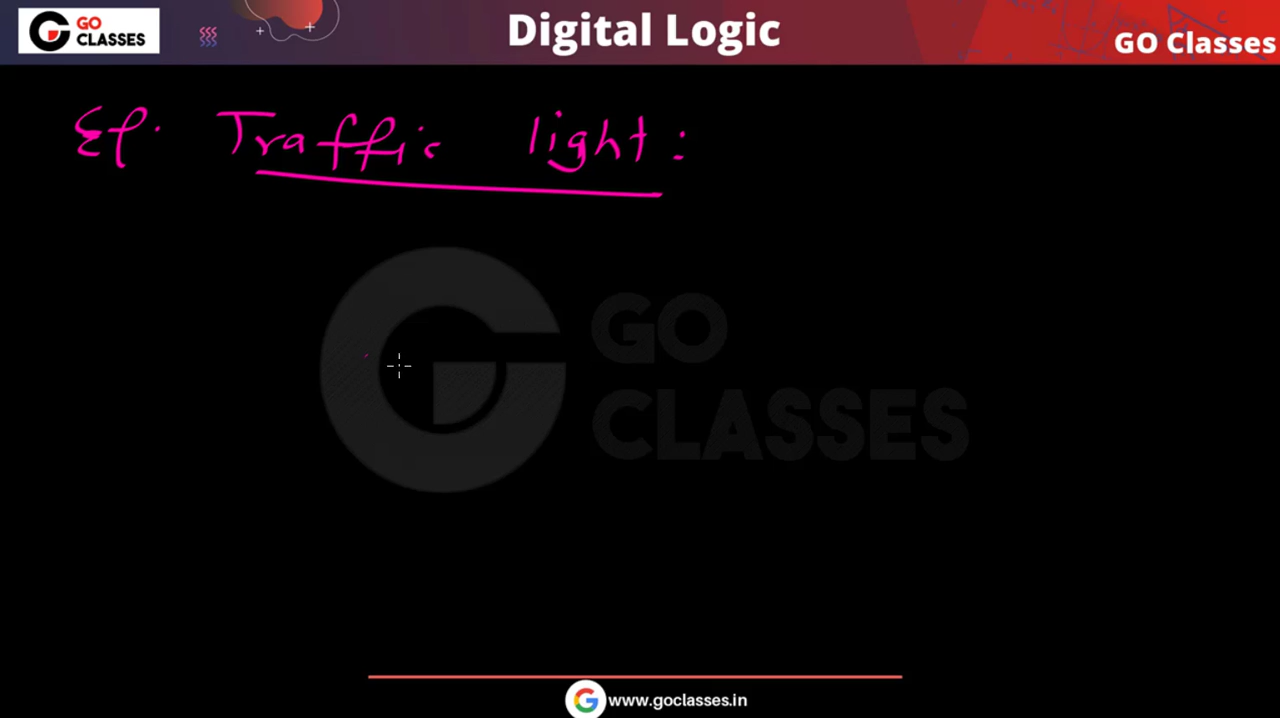 GO
CLASSES
Digital Logic
GO Classes
Eg. Traffic light:
GO
CLASSES
www.goclasses.in